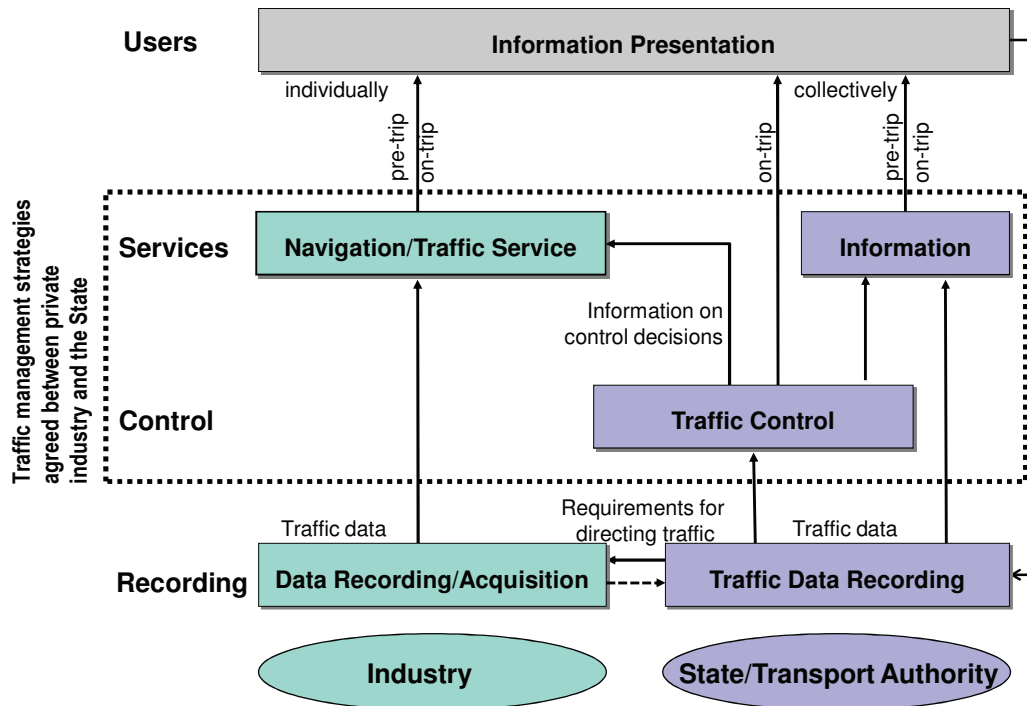 Users
Information Presentation
individually
collectively
pre-trip
on-trip
on-trip
pre-trip
on-trip
Traffic management strategies
agreed between private
industry and the State
Services
Navigation/Traffic Service
Information
Information on
control decisions
Control
Traffic Control
Requirements for
directing traffic
Traffic data
Traffic data
Recording
Data Recording/Acquisition
Traffic Data Recording
Industry
State/Transport Authority